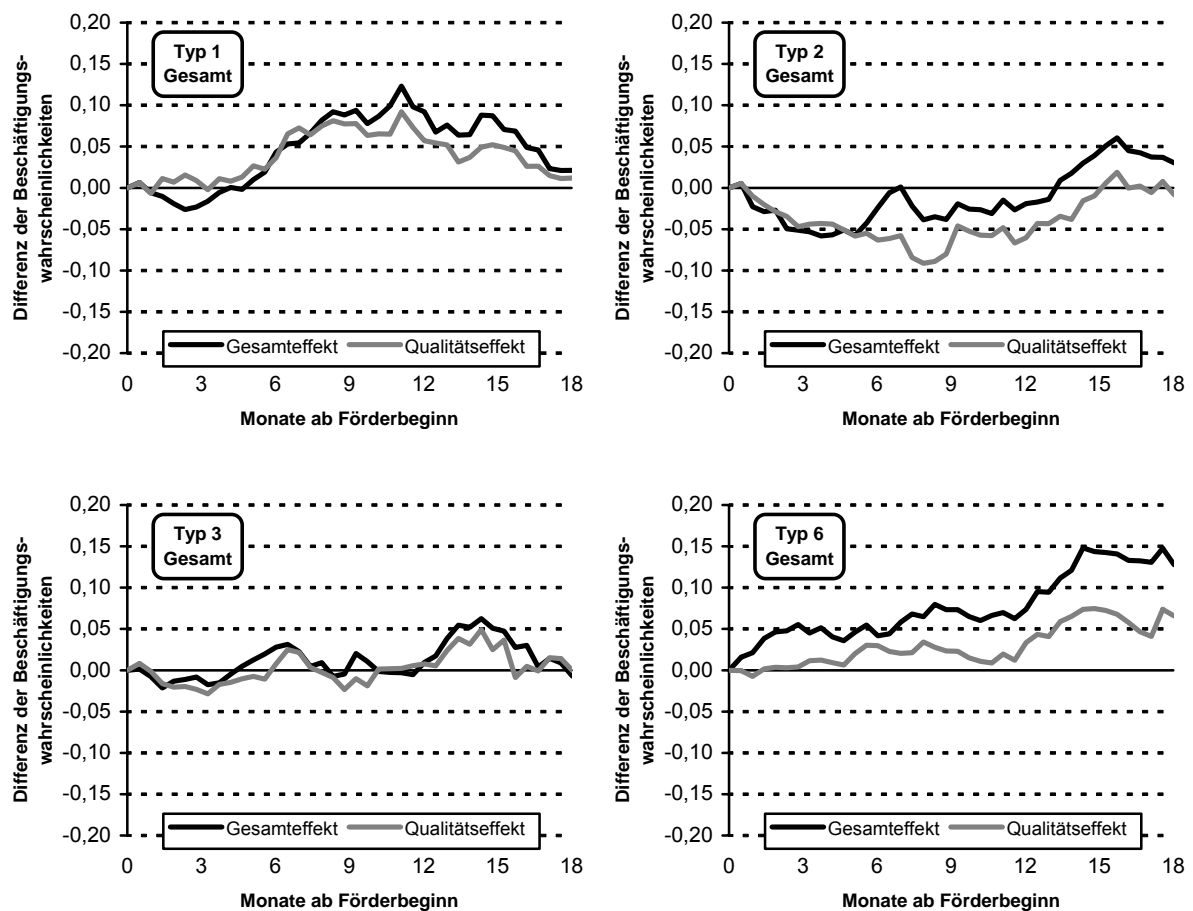 Differenz der Beschäftigungs-
wahrscheinlichkeiten
0,20
0,15
0,10
0,05
0,00
-0,05
-0,10
-0,15
-0,20
Typ 1
Gesamt
Gesamteffekt Qualitätseffekt
0 3 6 9 12 15 18
Monate ab Förderbeginn
Differenz der Beschäftigungs-
wahrscheinlichkeiten
0,20
0,15
0,10
0,05
0,00
-0,05
-0,10
-0,15
-0,20
Typ 2
Gesamt
Gesamteffekt Qualitätseffekt
0 3 6 9 12 15 18
Monate ab Förderbeginn
Differenz der Beschäftigungs-
wahrscheinlichkeiten
0,20
0,15
0,10
0,05
0,00
-0,05
-0,10
-0,15
-0,20
Typ 3
Gesamt
Gesamteffekt Qualitätseffekt
0 3 6 9 12 15 18
Monate ab Förderbeginn
Differenz der Beschäftigungs-
wahrscheinlichkeiten
0,20
0,15
0,10
0,05
0,00
-0,05
-0,10
-0,15
-0,20
Typ 6
Gesamt
Gesamteffekt Qualitätseffekt
0 3 6 9 12 15 18
Monate ab Förderbeginn